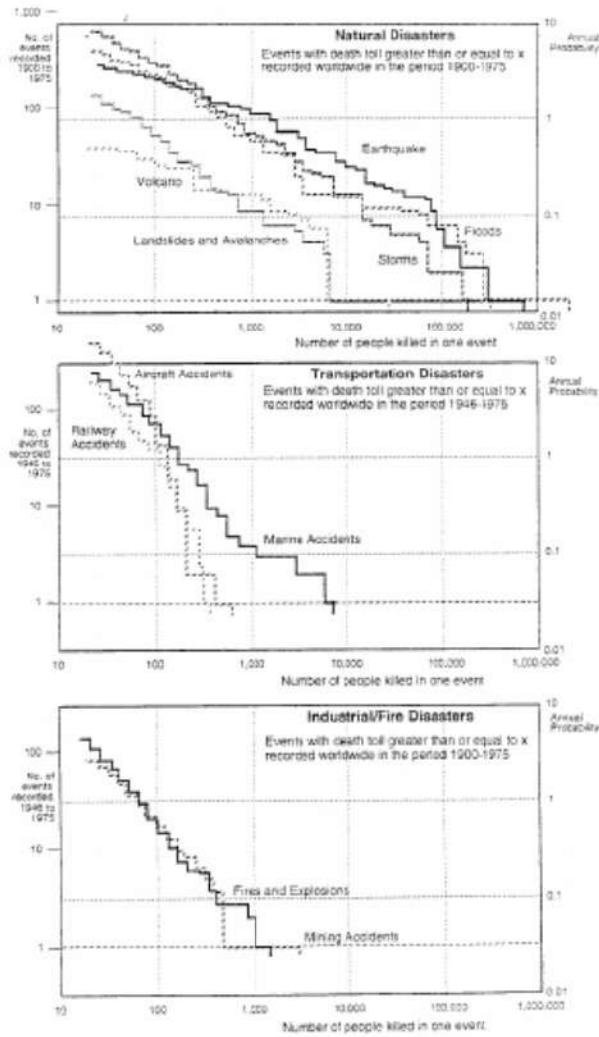 1.000
No. of
events
recorded
1900 to
1975
100
10
1
Natural Disasters
Events with death toll greater than or equal to x
recorded worldwide in the period 1900-1975
Earthquake
Volcano
Landslides and Avalanches
Floods
Storms
10
Annual
Probability
1
0.1
0.01
10
100
1,000
10,000
100,000
1,000,000
Number of people killed in one event
100
No. of
events
recorded
1946 to
1975
10
1
Transportation Disasters
Aircraft Accidents
Events with death toll greater than or equal to x
recorded worldwide in the period 1946-1975
Railway
Accidents
Marine Accidents
10
Annual
Probability
1
0.1
0.01
10
100
1,000
10,000
100,000
1,000,000
Number of people killed in one event
100
No. of
events
recorded
1946 to
1975
10
1
Industrial/Fire Disasters
Events with death toll greater than or equal to x
recorded worldwide in the period 1900-1975
Fires and Explosions
Mining Accidents
10
Annual
Probability
1
0.1
0.01
10
100
1,000
10,000
100,000
1,000,000
Number of people killed in one event